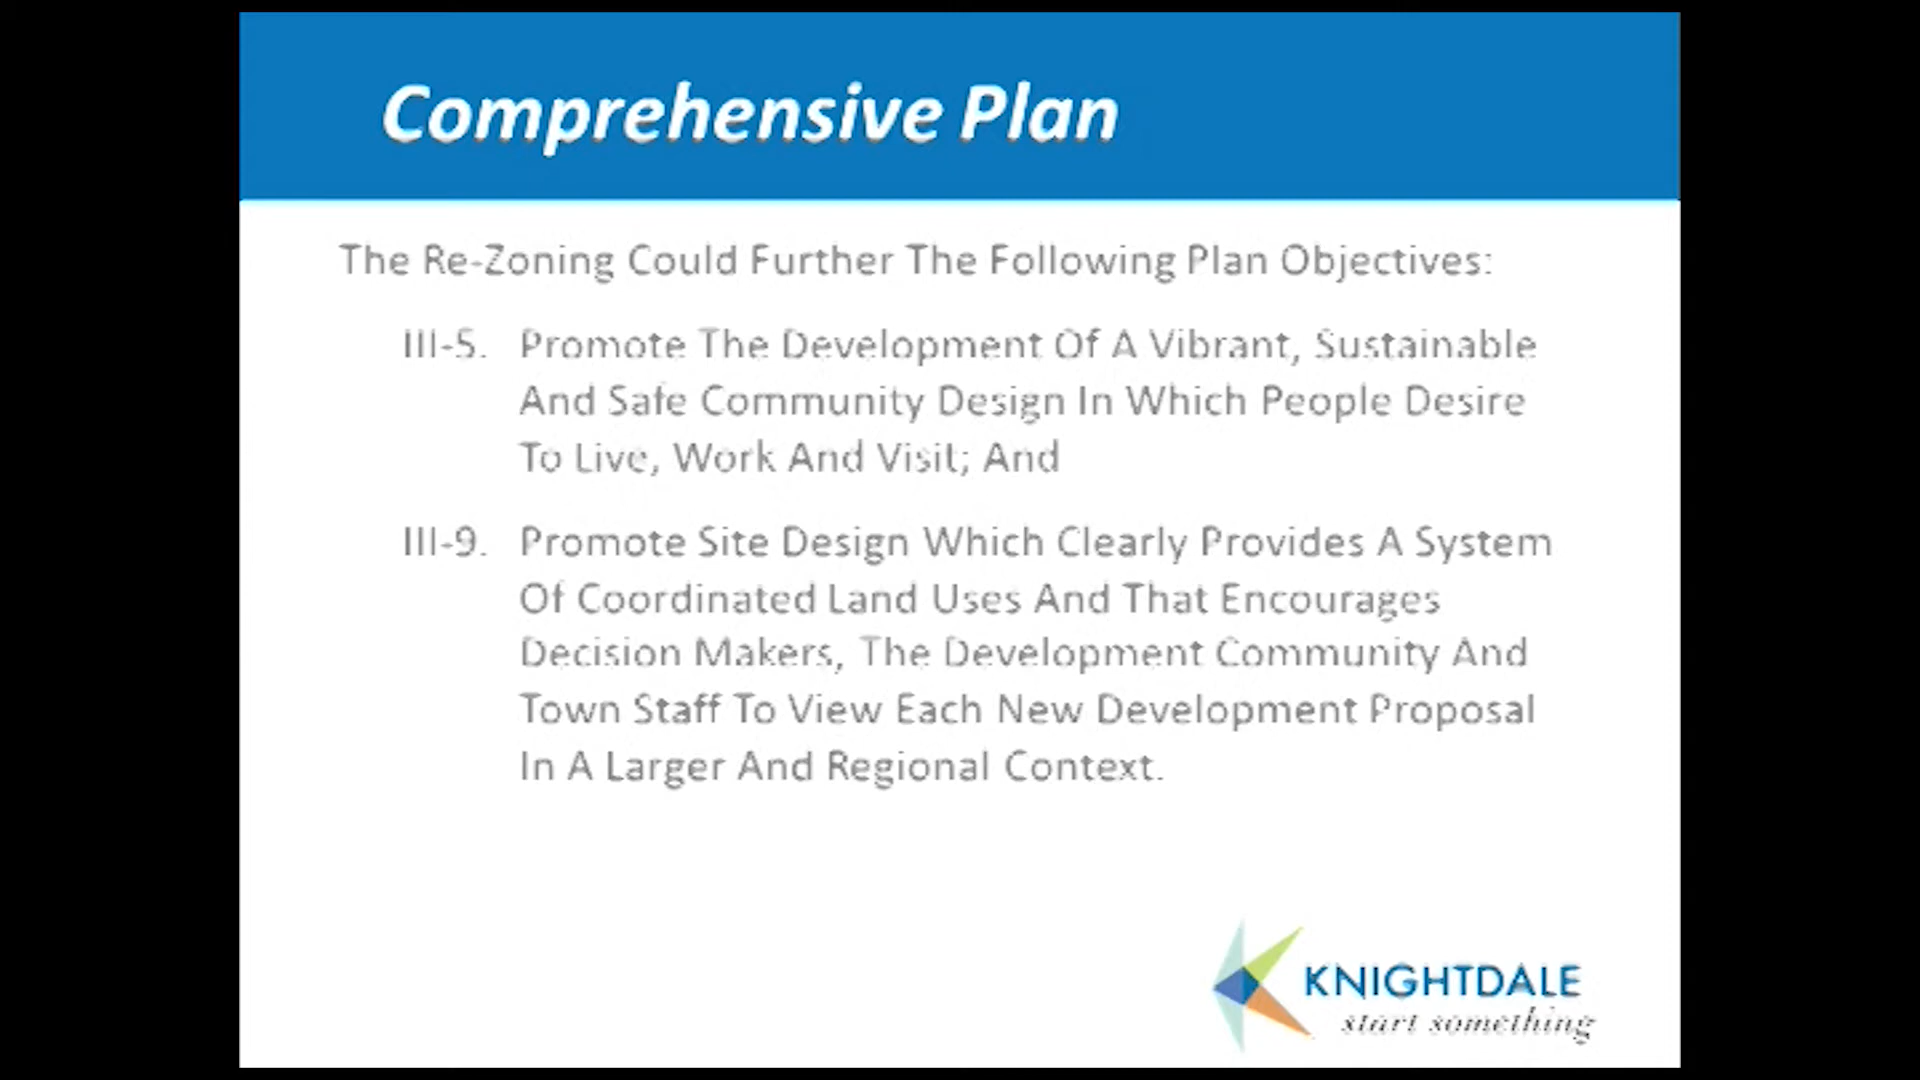 Comprehensive Plan
The Re-Zoning Could Further The Following Plan Objectives:
III-5. Promote The Development Of A Vibrant, Sustainable
And Safe Community Design In Which People Desire
To Live, Work And Visit; And
III-9. Promote Site Design Which Clearly Provides A System
Of Coordinated Land Uses And That Encourages
Decision Makers, The Development Community And
Town Staff To View Each New Development Proposal
In A Larger And Regional Context.
KNIGHTDALE
start something